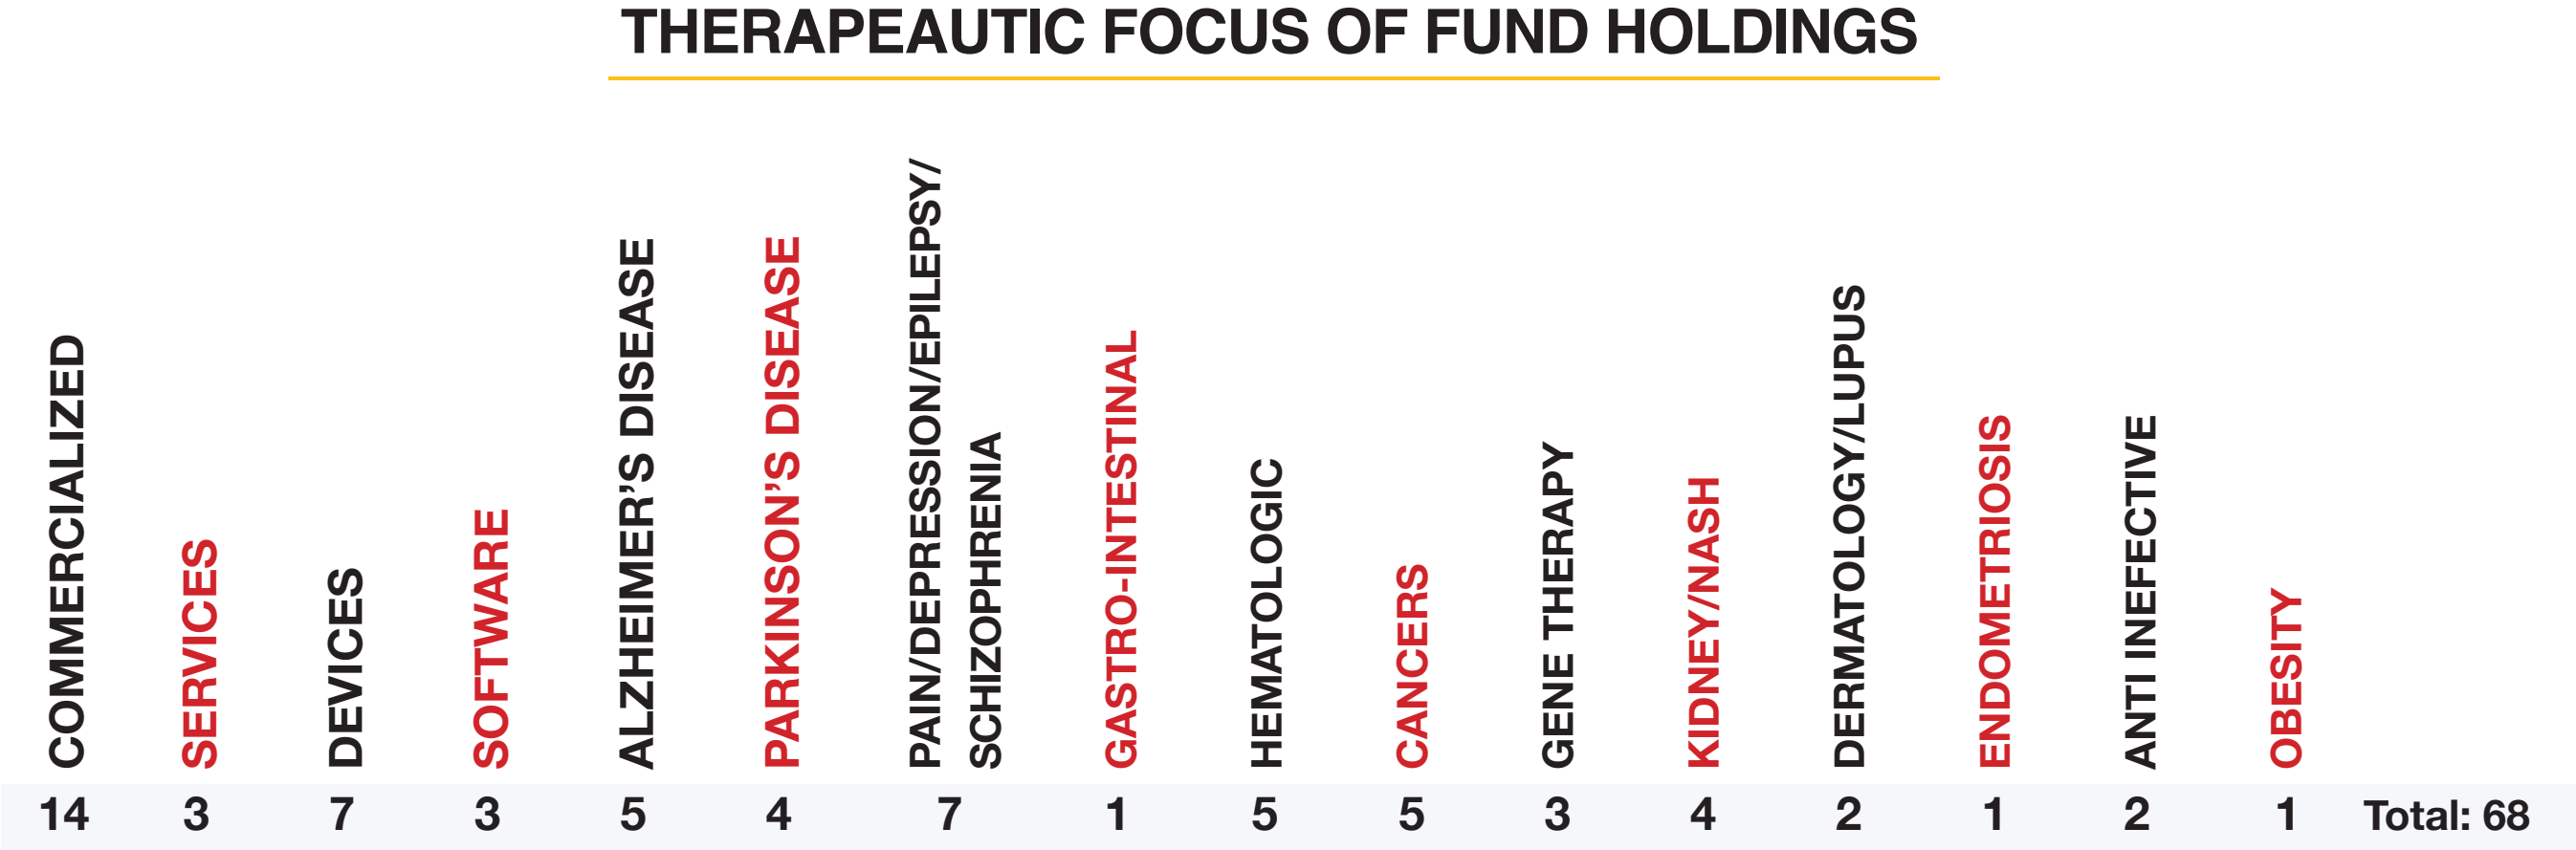 THERAPEAUTIC FOCUS OF FUND HOLDINGS
COMMERCIALIZED
SERVICES
DEVICES
SOFTWARE
ALZHEIMER’S DISEASE
PARKINSON’S DISEASE
PAIN/DEPRESSION/EPILEPSY/
SCHIZOPHRENIA
GASTRO-INTESTINAL
HEMATOLOGIC
CANCERS
GENE THERAPY
KIDNEY/NASH
DERMATOLOGY/LUPUS
ENDOMETRIOSIS
ANTI INEFECTIVE
OBESITY
14 3 7 3 5 4 7 1 5 5 3 4 2 1 2 1 Total: 68